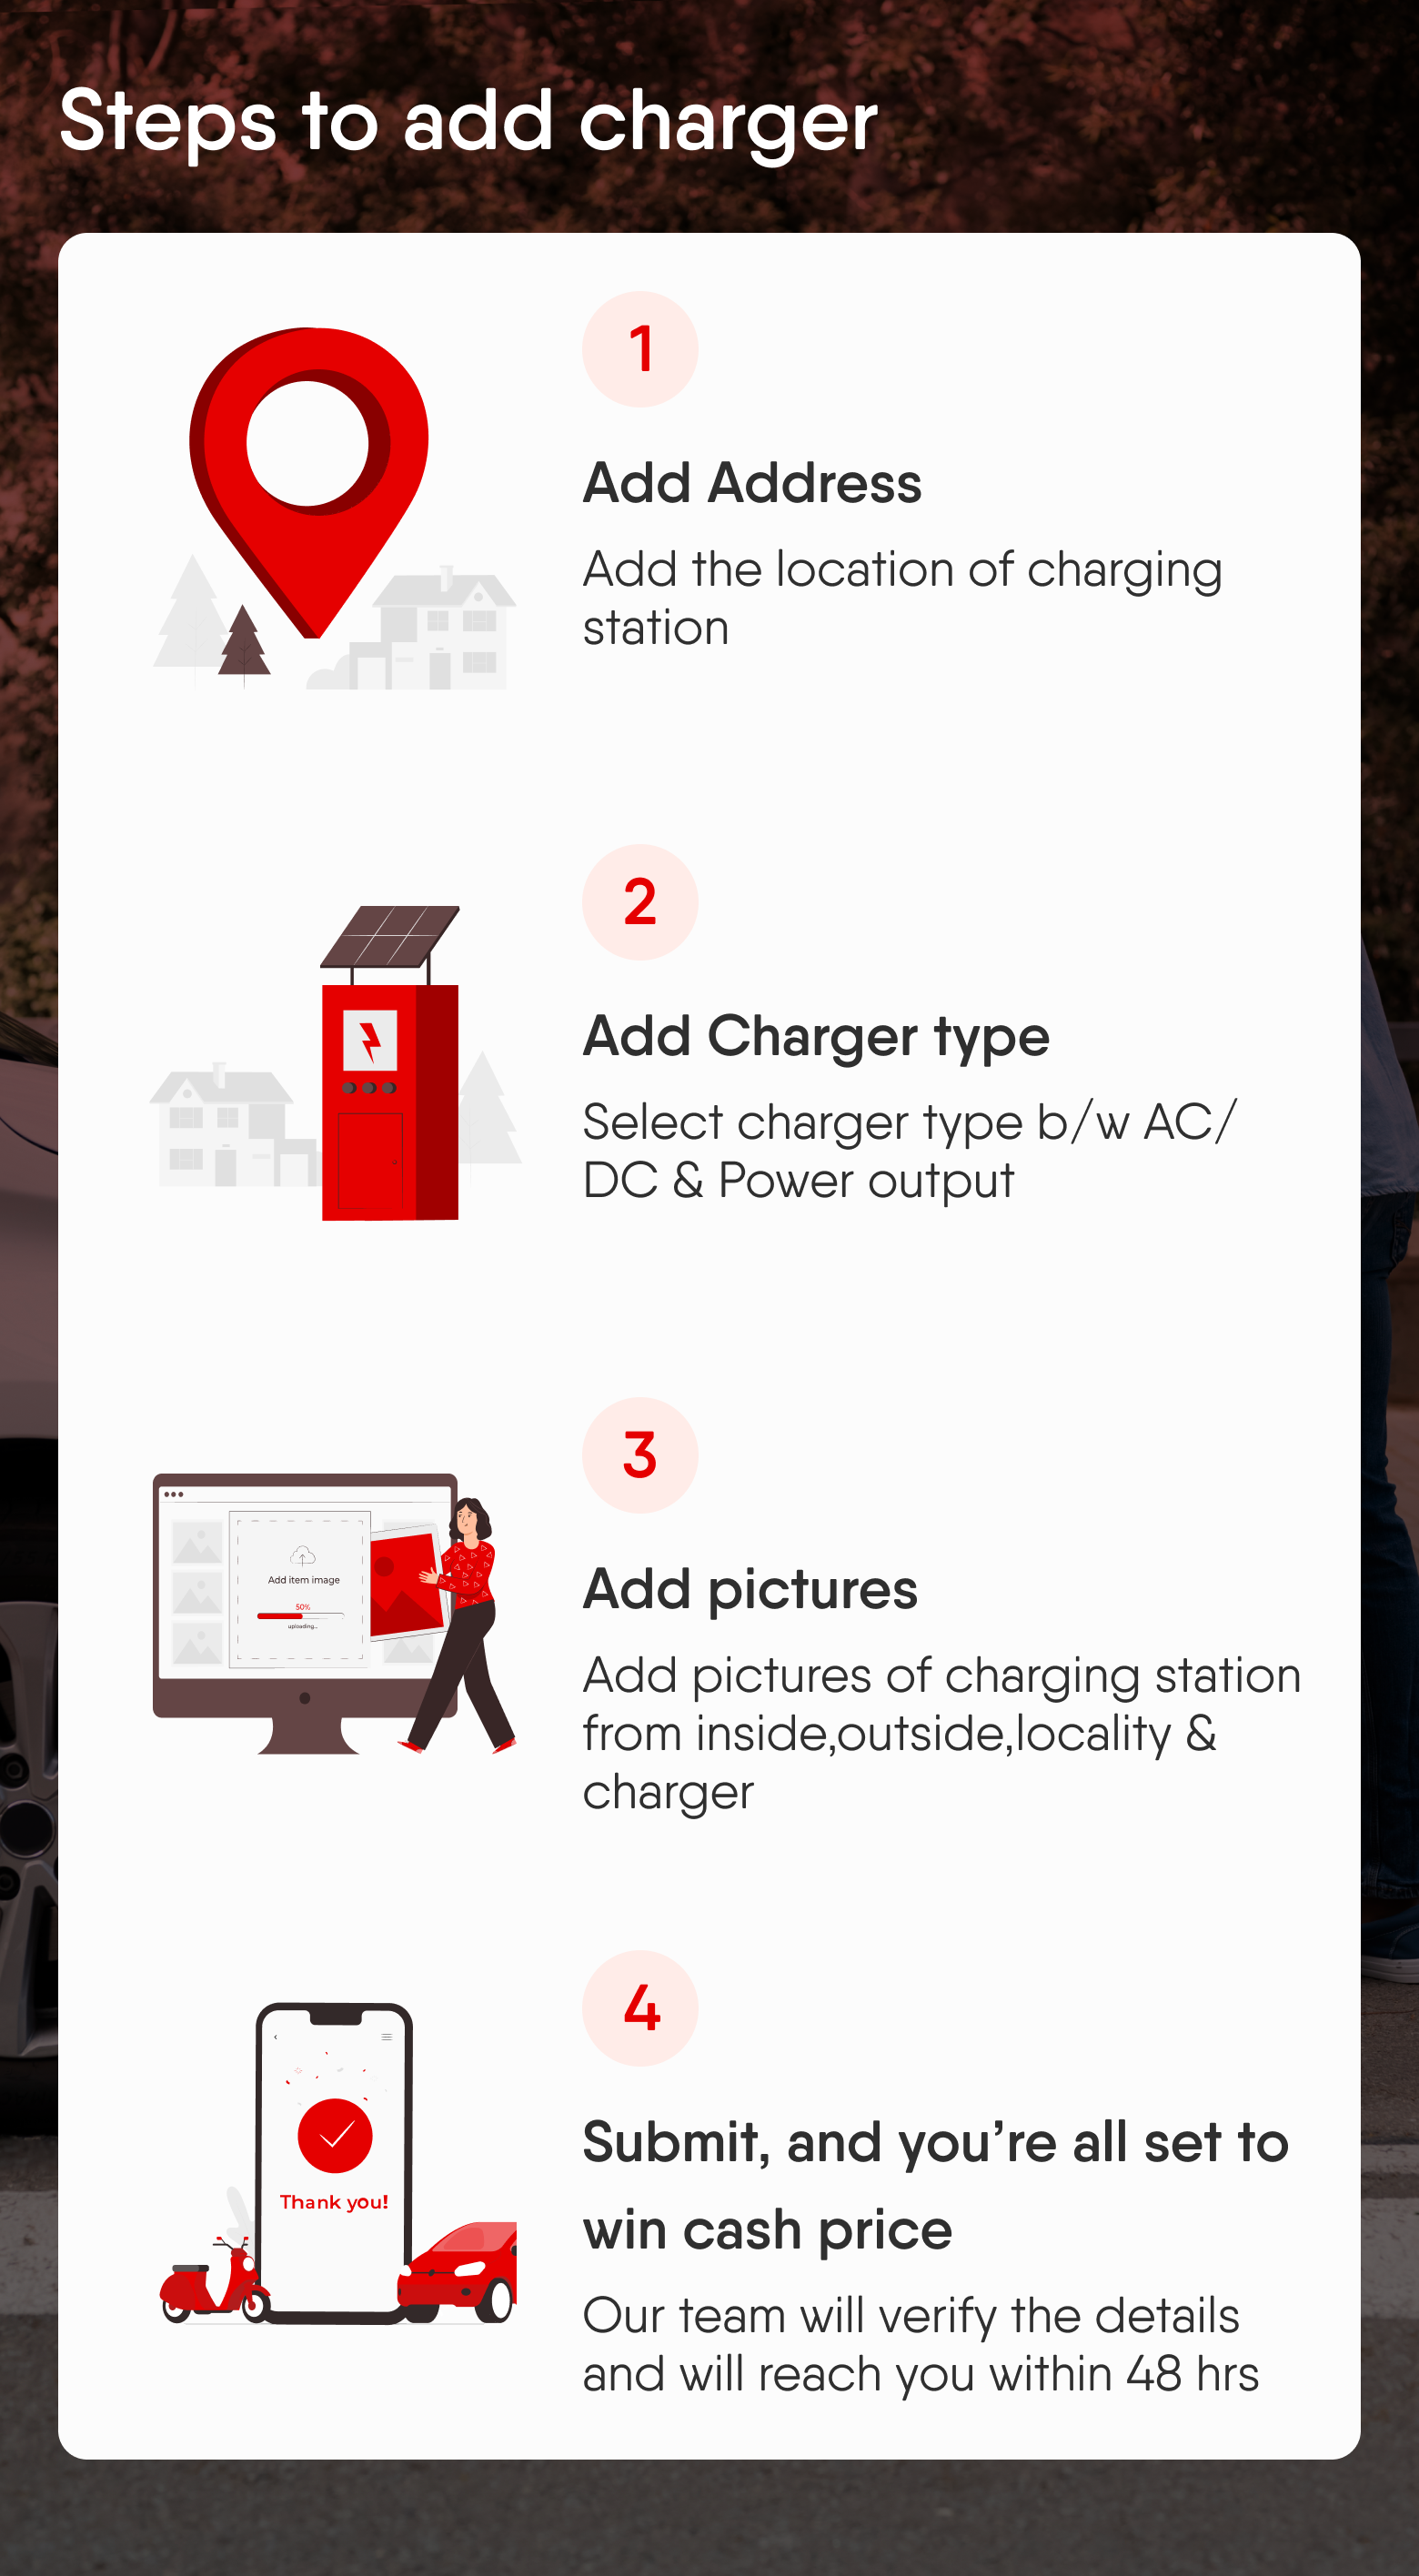 Steps to add charger
1
Add Address
Add the location of charging
station
2
Add Charger type
Select charger type b/w AC/
DC & Power output
3
Add item image
50%
uploading...
Add pictures
Add pictures of charging station
from inside,outside,locality &
charger
4
Thank you!
Submit, and you’re all set to
win cash price
Our team will verify the details
and will reach you within 48 hrs